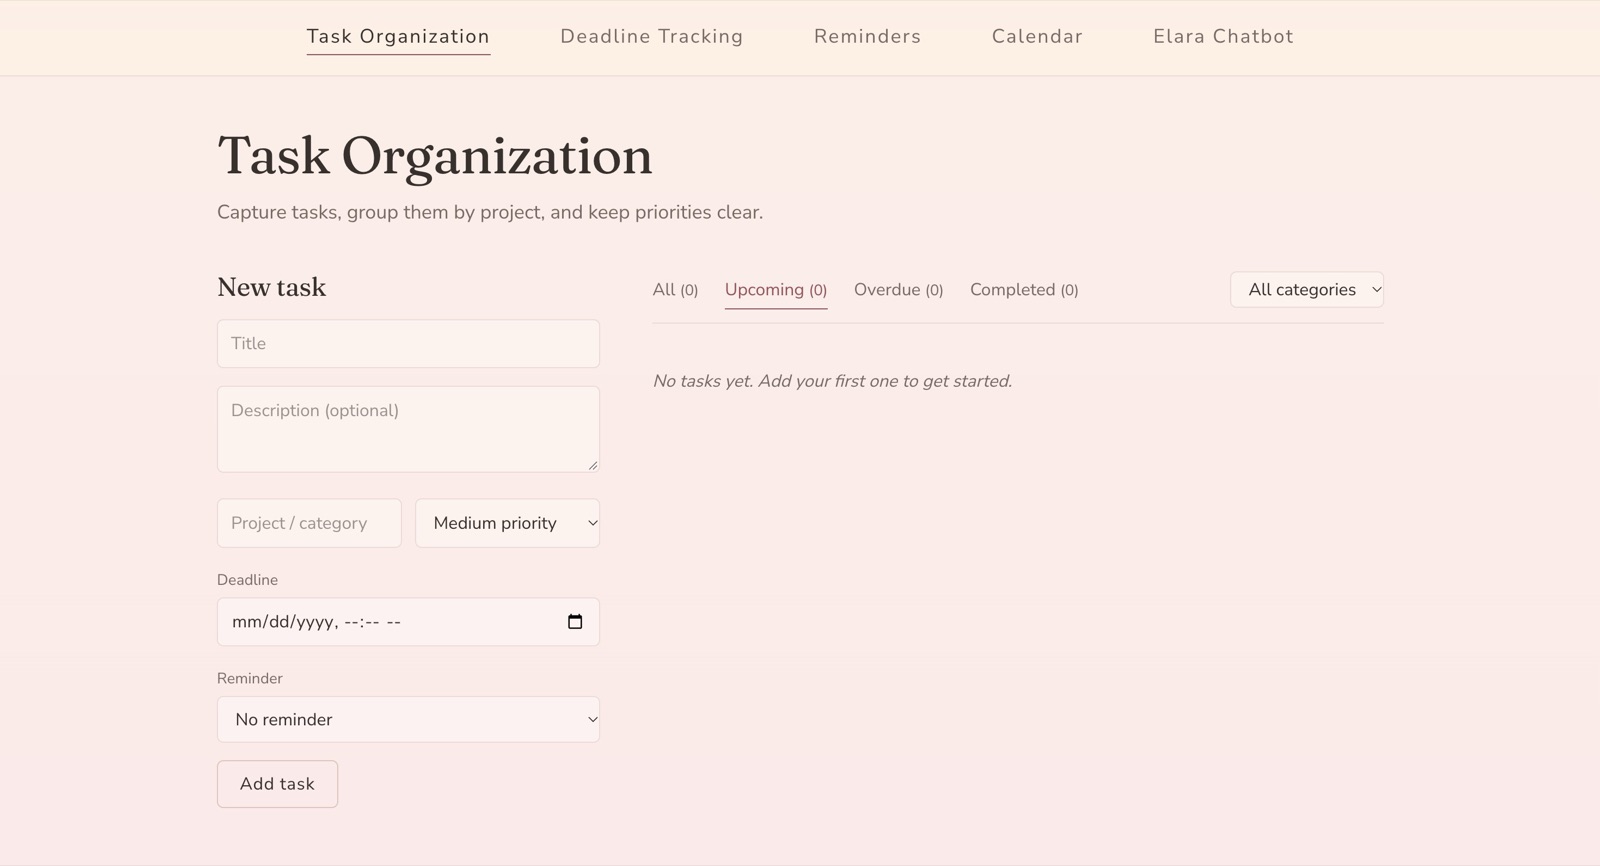 Task Organization Deadline Tracking Reminders Calendar Elara Chatbot
Task Organization
Capture tasks, group them by project, and keep priorities clear.
New task
Title
Description (optional)
Project / category Medium priority
Deadline
mm/dd/yyyy, --:-- --
Reminder
No reminder
Add task
All (0) Upcoming (0) Overdue (0) Completed (0) All categories
No tasks yet. Add your first one to get started.